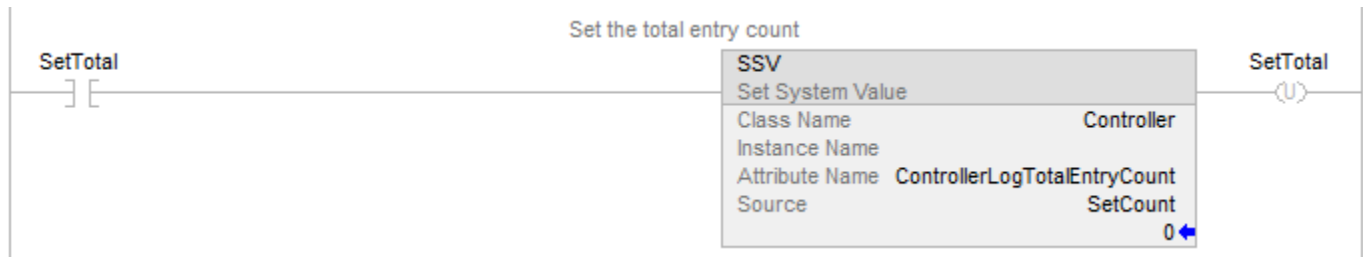 Set the total entry count
SetTotal
SSV
SetTotal
Set System Value
(U)
Class Name Controller
Instance Name
Attribute Name ControllerLogTotalEntryCount
Source SetCount
0